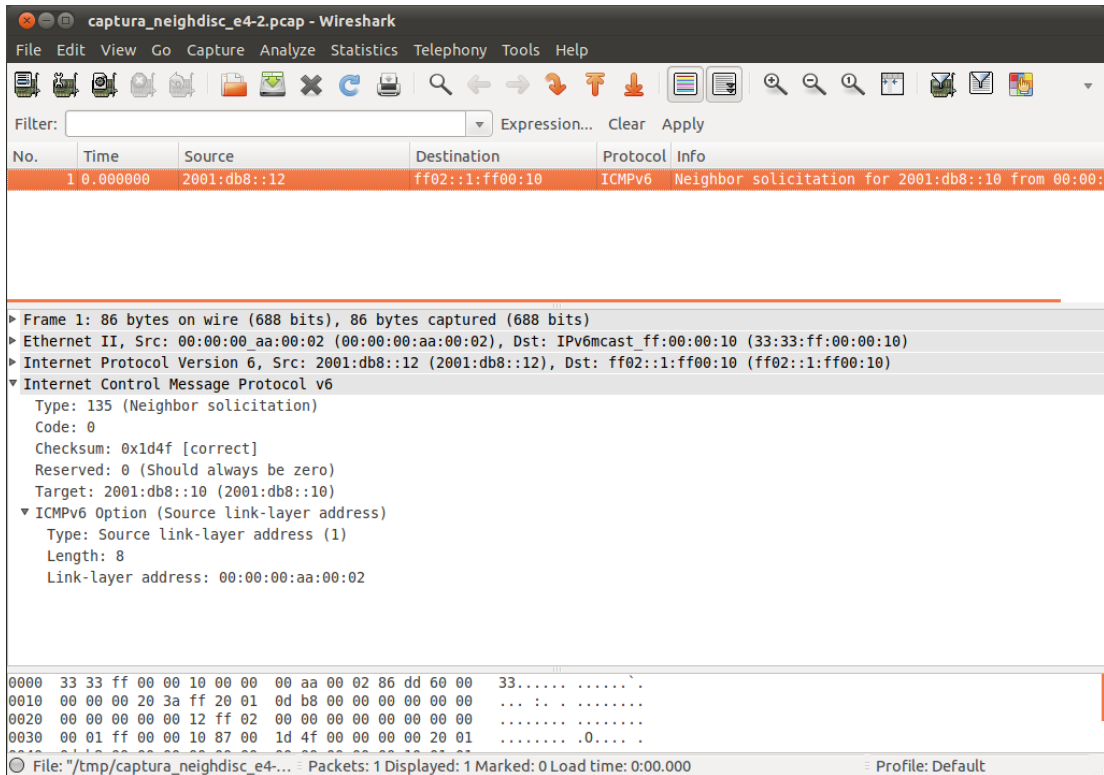 captura_neighdisc_e4-2.pcap - Wireshark
File Edit View Go Capture Analyze Statistics Telephony Tools Help
Filter: Expression... Clear Apply
No. Time Source Destination Protocol Info
1 0.000000 2001:db8::12 ff02::1:ff00:10 ICMPv6 Neighbor solicitation for 2001:db8::10 from 00:00:
Frame 1: 86 bytes on wire (688 bits), 86 bytes captured (688 bits)
Ethernet II, Src: 00:00:00_aa:00:02 (00:00:00:aa:00:02), Dst: IPv6mcast_ff:00:00:10 (33:33:ff:00:00:10)
Internet Protocol Version 6, Src: 2001:db8::12 (2001:db8::12), Dst: ff02::1:ff00:10 (ff02::1:ff00:10)
Internet Control Message Protocol v6
Type: 135 (Neighbor solicitation)
Code: 0
Checksum: 0x1d4f [correct]
Reserved: 0 (Should always be zero)
Target: 2001:db8::10 (2001:db8::10)
ICMPv6 Option (Source link-layer address)
Type: Source link-layer address (1)
Length: 8
Link-layer address: 00:00:00:aa:00:02
0000 33 33 ff 00 00 10 00 00 00 aa 00 02 86 dd 60 00 33...... ......`.
0010 00 00 00 20 3a ff 20 01 0d b8 00 00 00 00 00 00 ... :. . ........
0020 00 00 00 00 00 12 ff 02 00 00 00 00 00 00 00 00 ........ ........
0030 00 01 ff 00 00 10 87 00 1d 4f 00 00 00 00 20 01 ........ .O.... .
File: "/tmp/captura_neighdisc_e4-... Packets: 1 Displayed: 1 Marked: 0 Load time: 0:00.000 Profile: Default